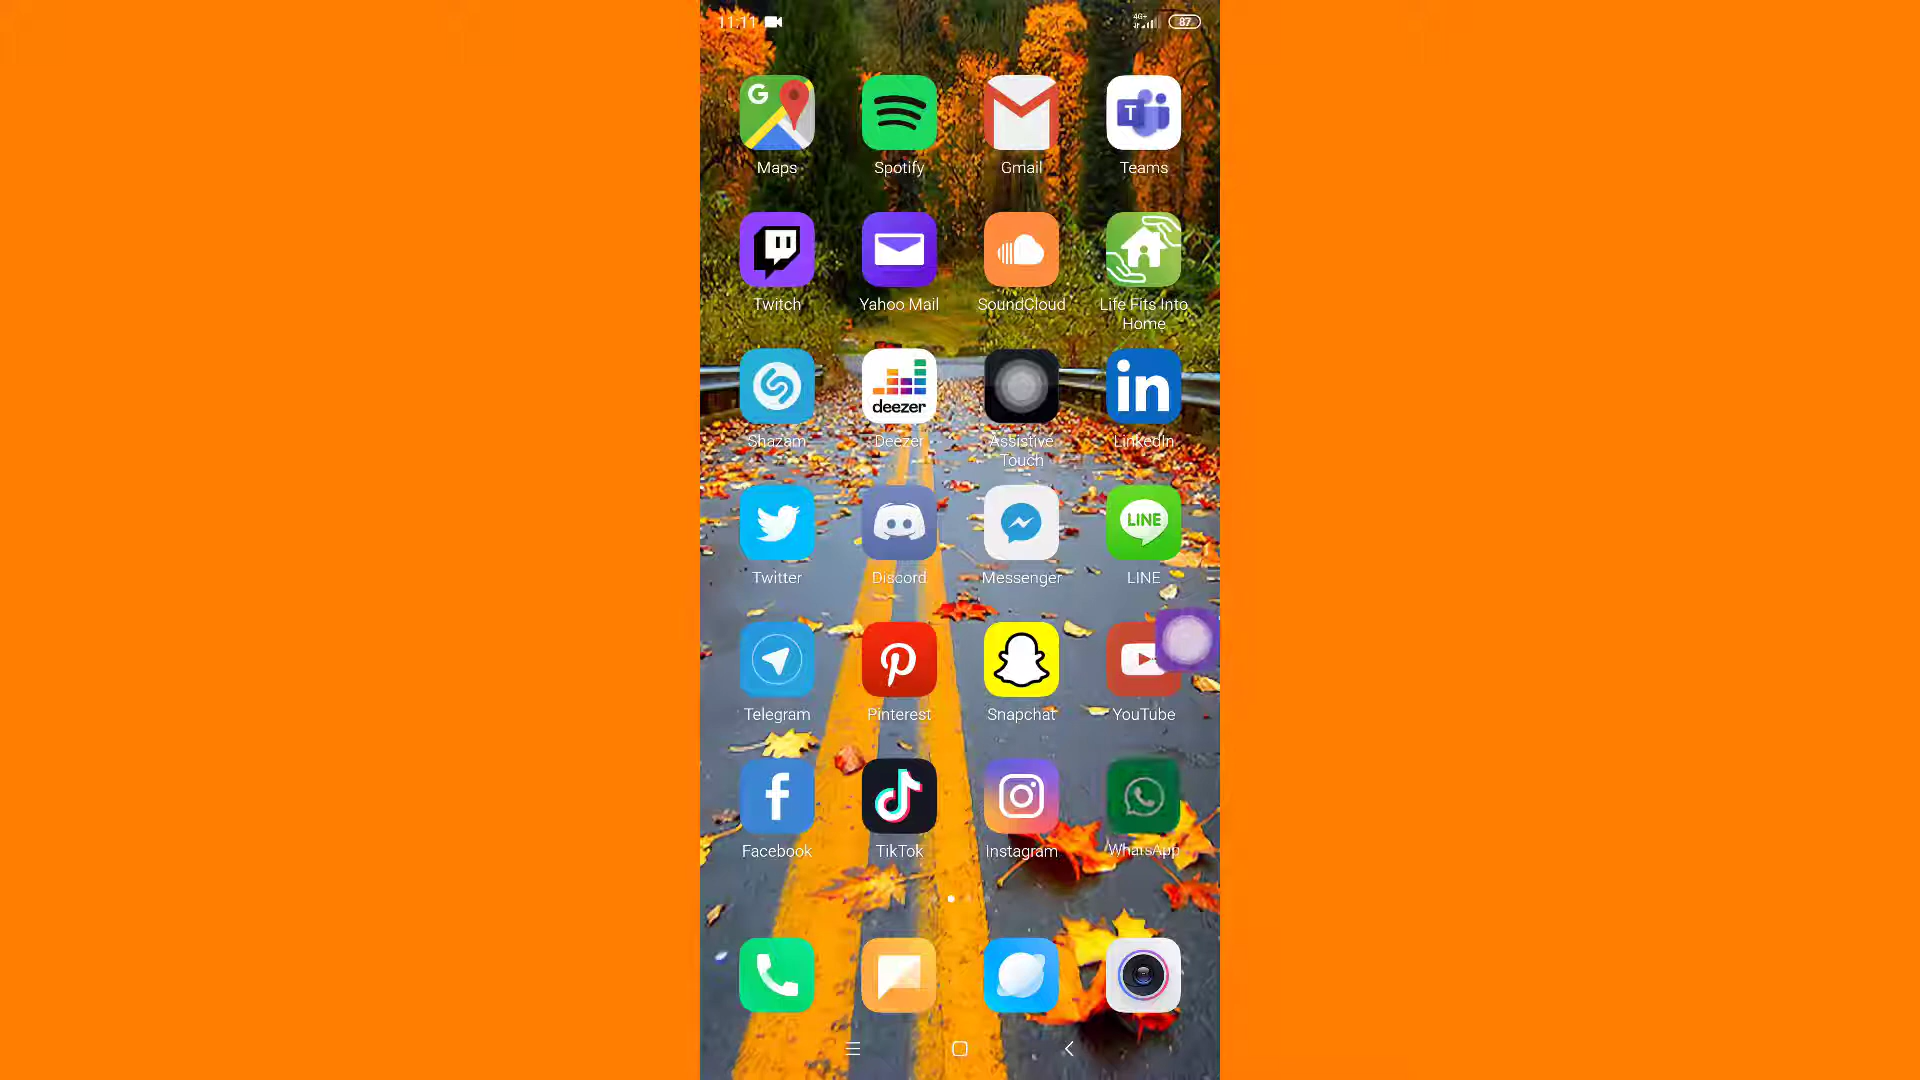 11:11 4G+ 87
G T
Maps Spotify Gmail Teams
Twitch Yahoo Mail SoundCloud Life Fits Into
Home
deezer in
Shazam Deezer Assistive LinkedIn
Touch
LINE
Twitter Discord Messenger LINE
Telegram Pinterest Snapchat YouTube
Facebook TikTok Instagram WhatsApp